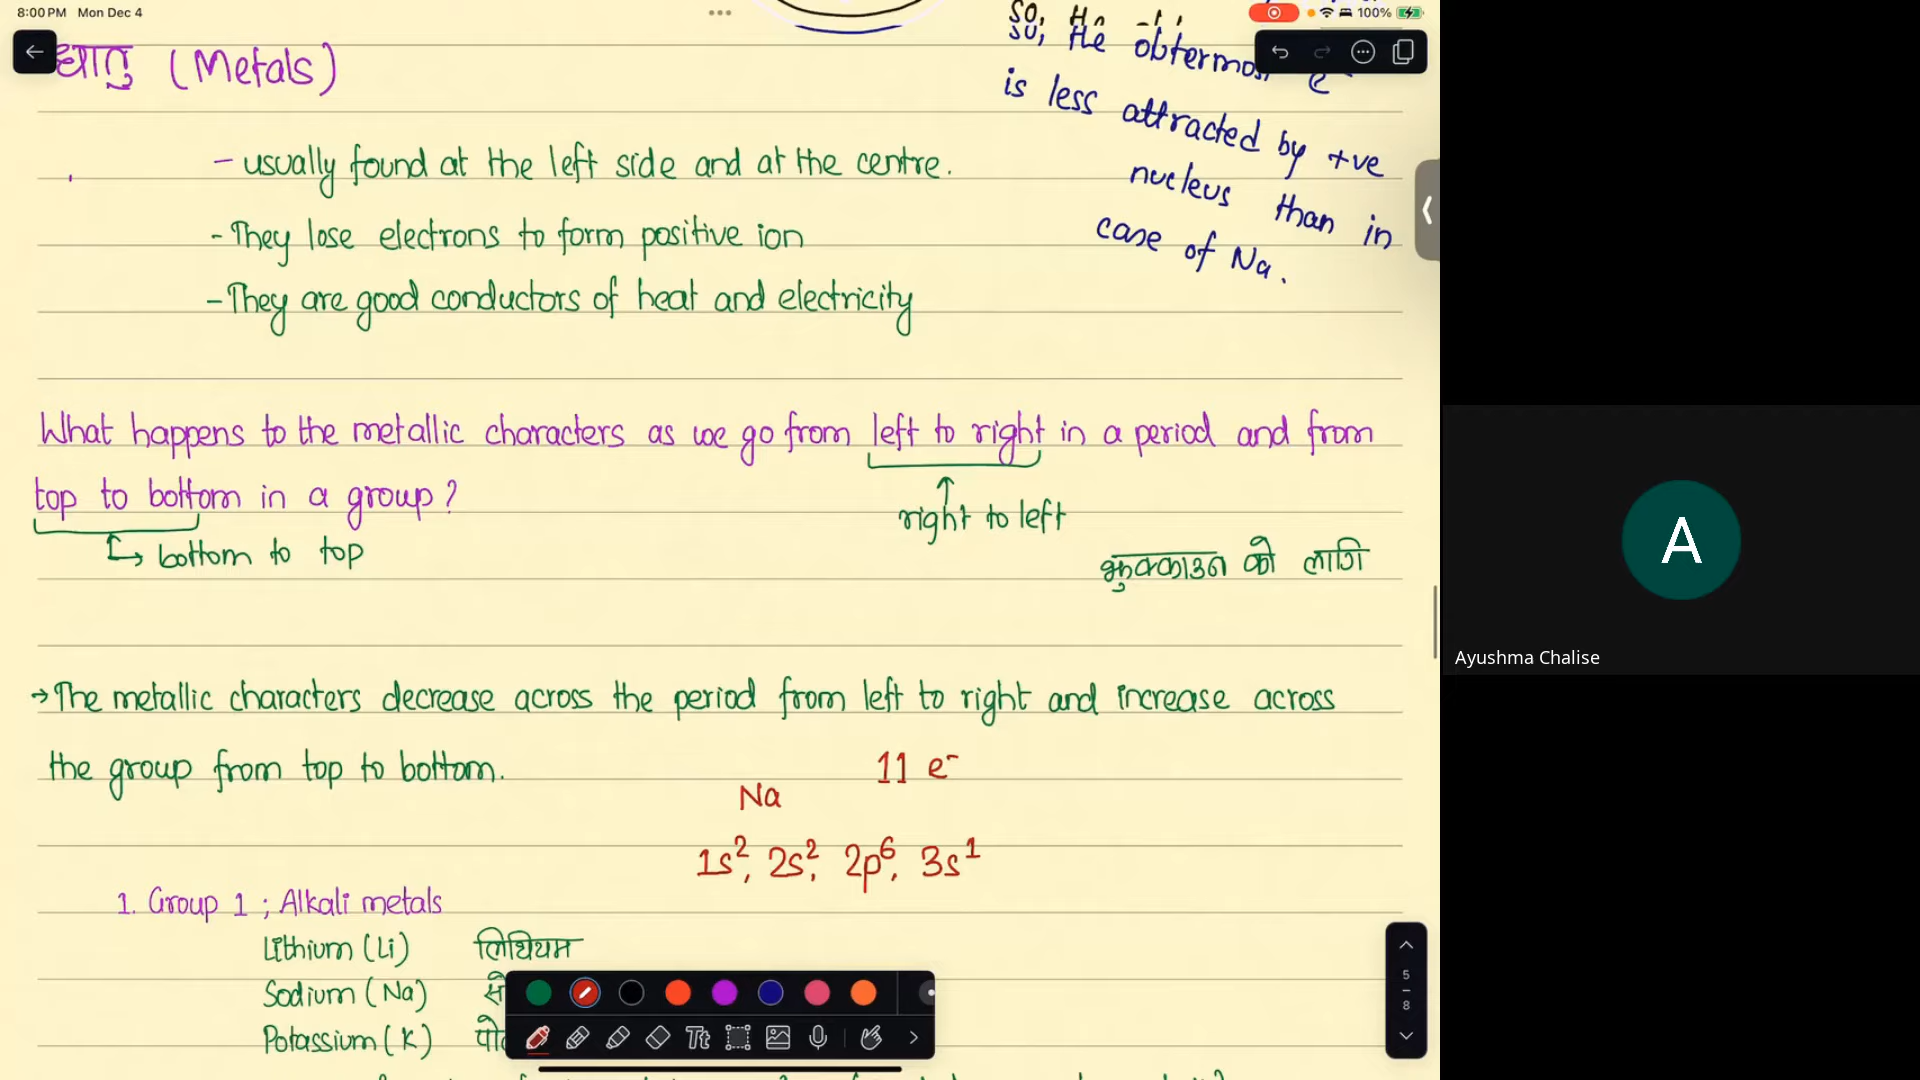 8:00 PM Mon Dec 4
100%
धातु (Metals)
So, the obtermost e⁻
is less attracted by +ve
nucleus than in
case of Na.
- usually found at the left side and at the centre.
- They lose electrons to form positive ion
- They are good conductors of heat and electricity
What happens to the metallic characters as we go from left to right in a period and from
top to bottom in a group?
right to left
bottom to top
झुक्काउन को लागि
→ The metallic characters decrease across the period from left to right and increase across
the group from top to bottom.
11 e⁻
Na
1s², 2s², 2p⁶, 3s¹
1. Group 1 ; Alkali metals
Lithium (Li) लिथियम
Sodium (Na)
Potassium (K)
Tt
5
-
8
A
Ayushma Chalise